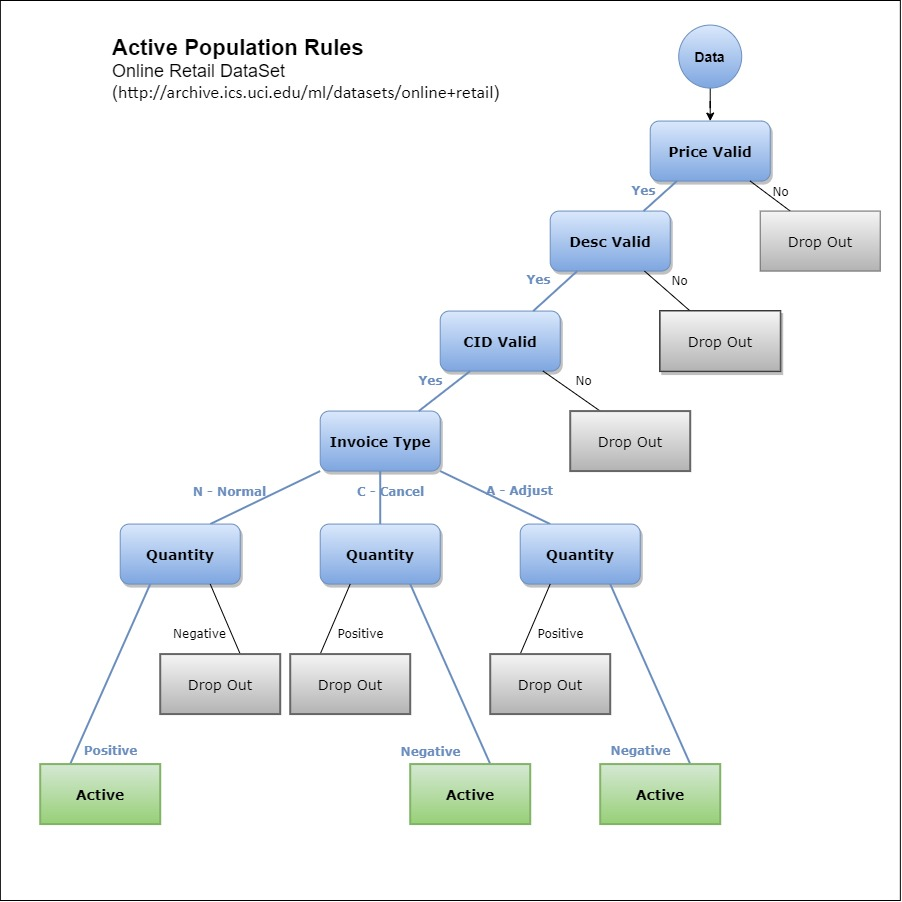 Active Population Rules
Online Retail DataSet
(http://archive.ics.uci.edu/ml/datasets/online+retail)
Data
Price Valid
Yes
No
Desc Valid
Drop Out
Yes
No
CID Valid
Drop Out
Yes
No
Invoice Type
Drop Out
N - Normal
C - Cancel
A - Adjust
Quantity
Quantity
Quantity
Negative
Positive
Positive
Drop Out
Drop Out
Drop Out
Positive
Negative
Negative
Active
Active
Active